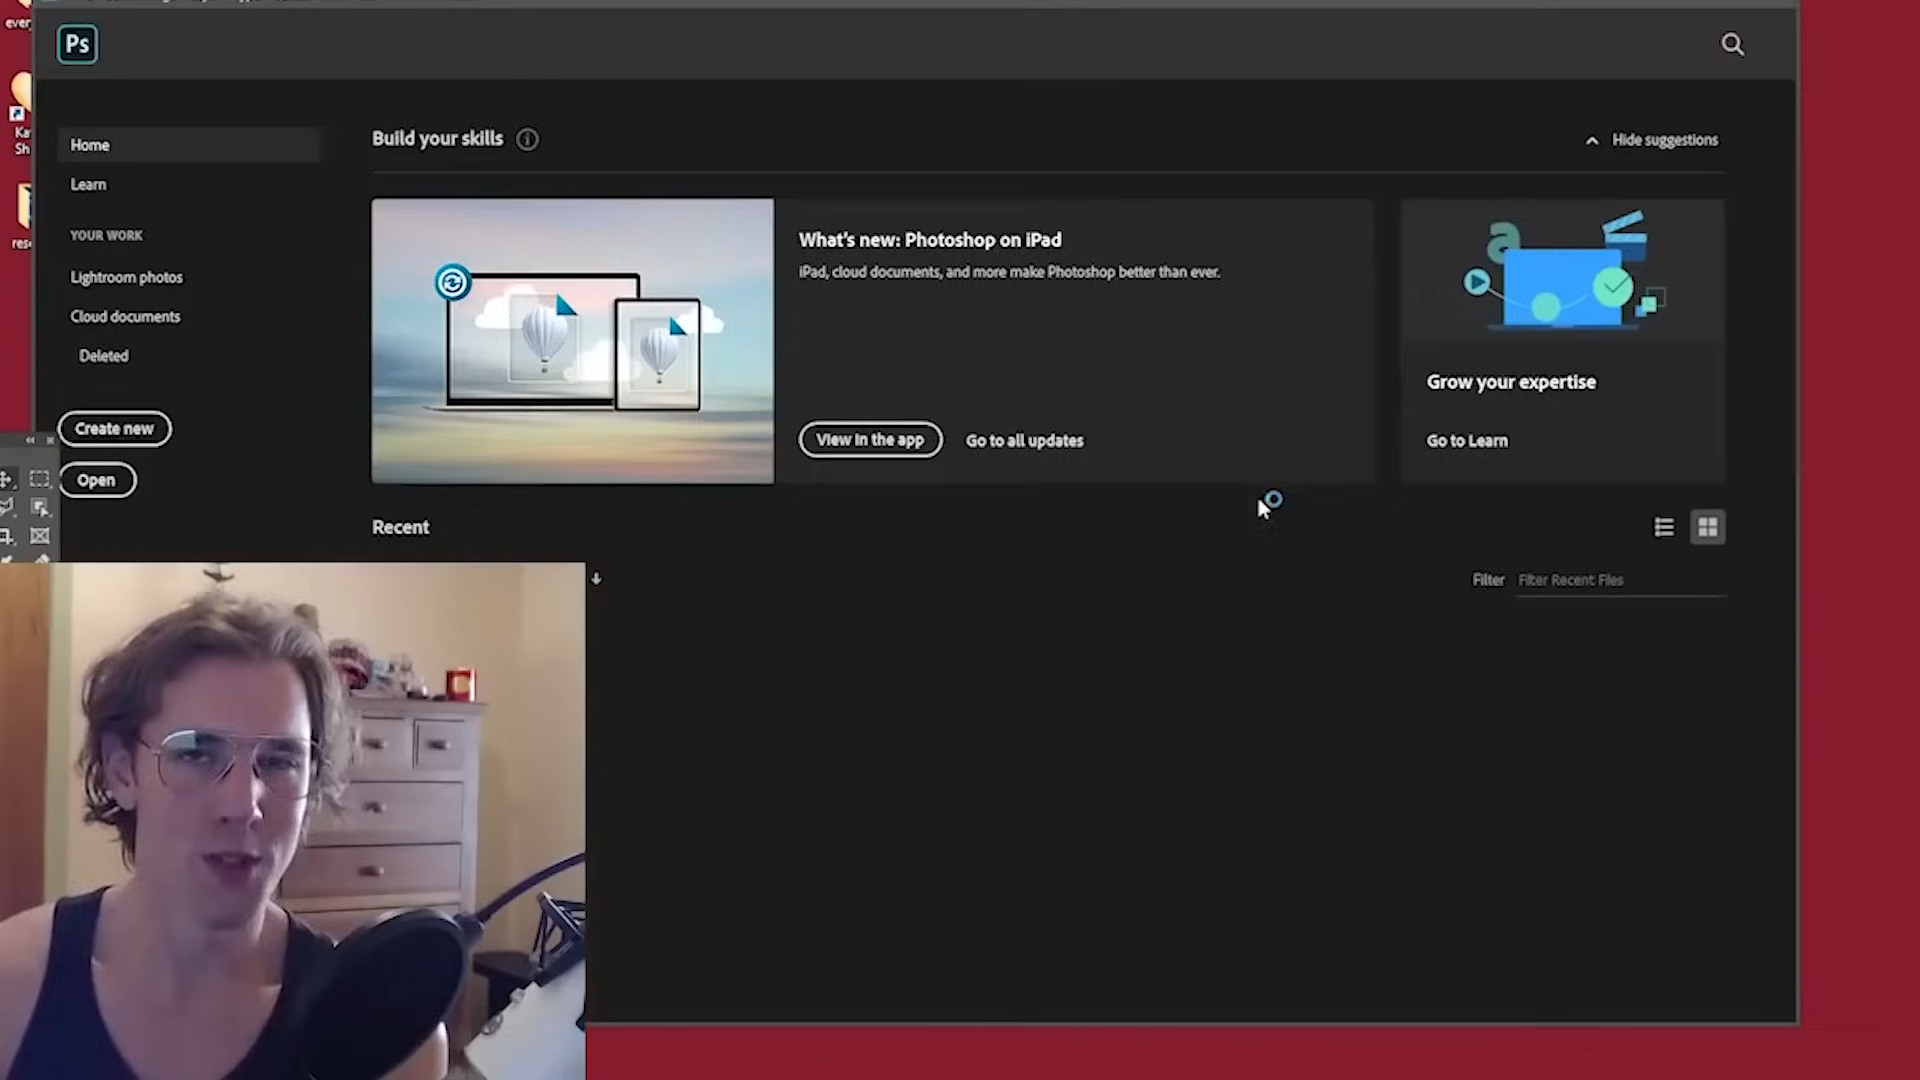 Ps
Home
Learn
YOUR WORK
Lightroom photos
Cloud documents
Deleted
Create new
Open
Build your skills
Hide suggestions
What's new: Photoshop on iPad
iPad, cloud documents, and more make Photoshop better than ever.
View in the app
Go to all updates
Grow your expertise
Go to Learn
Recent
Filter
Filter Recent Files